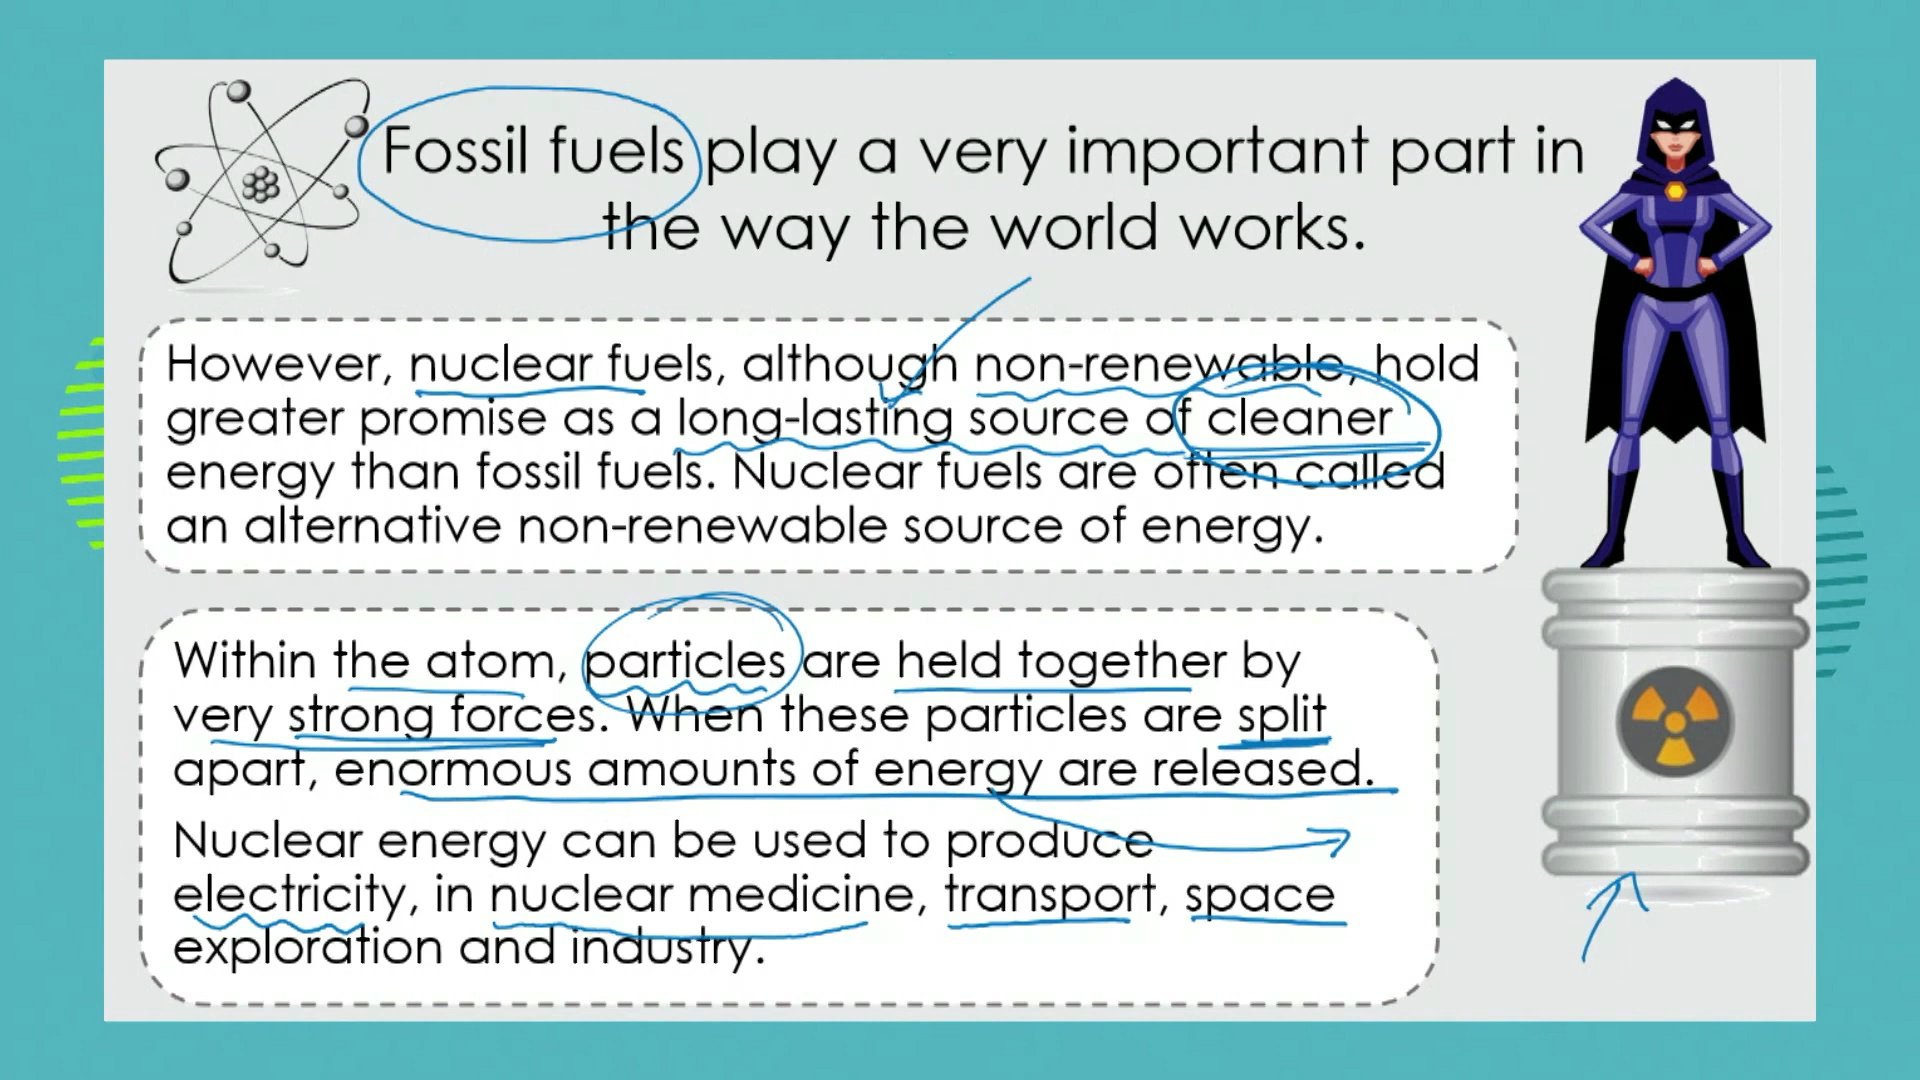 Fossil fuels play a very important part in
the way the world works.
However, nuclear fuels, although non-renewable, hold
greater promise as a long-lasting source of cleaner
energy than fossil fuels. Nuclear fuels are often called
an alternative non-renewable source of energy.
Within the atom, particles are held together by
very strong forces. When these particles are split
apart, enormous amounts of energy are released.
Nuclear energy can be used to produce
electricity, in nuclear medicine, transport, space
exploration and industry.